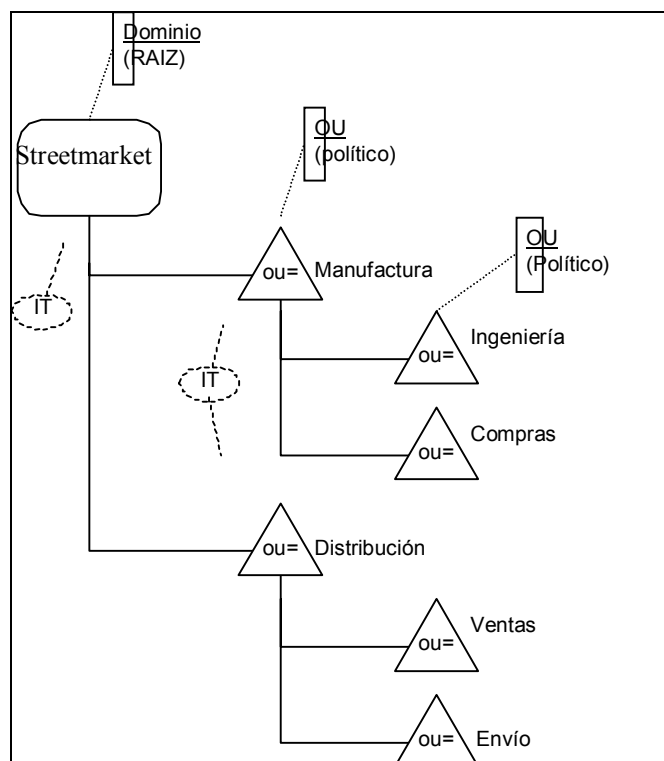 Dominio
(RAIZ)
Streetmarket
OU
(político)
OU
(Político)
ou= Manufactura
IT
ou= Ingeniería
IT
ou= Compras
ou= Distribución
ou= Ventas
ou= Envío